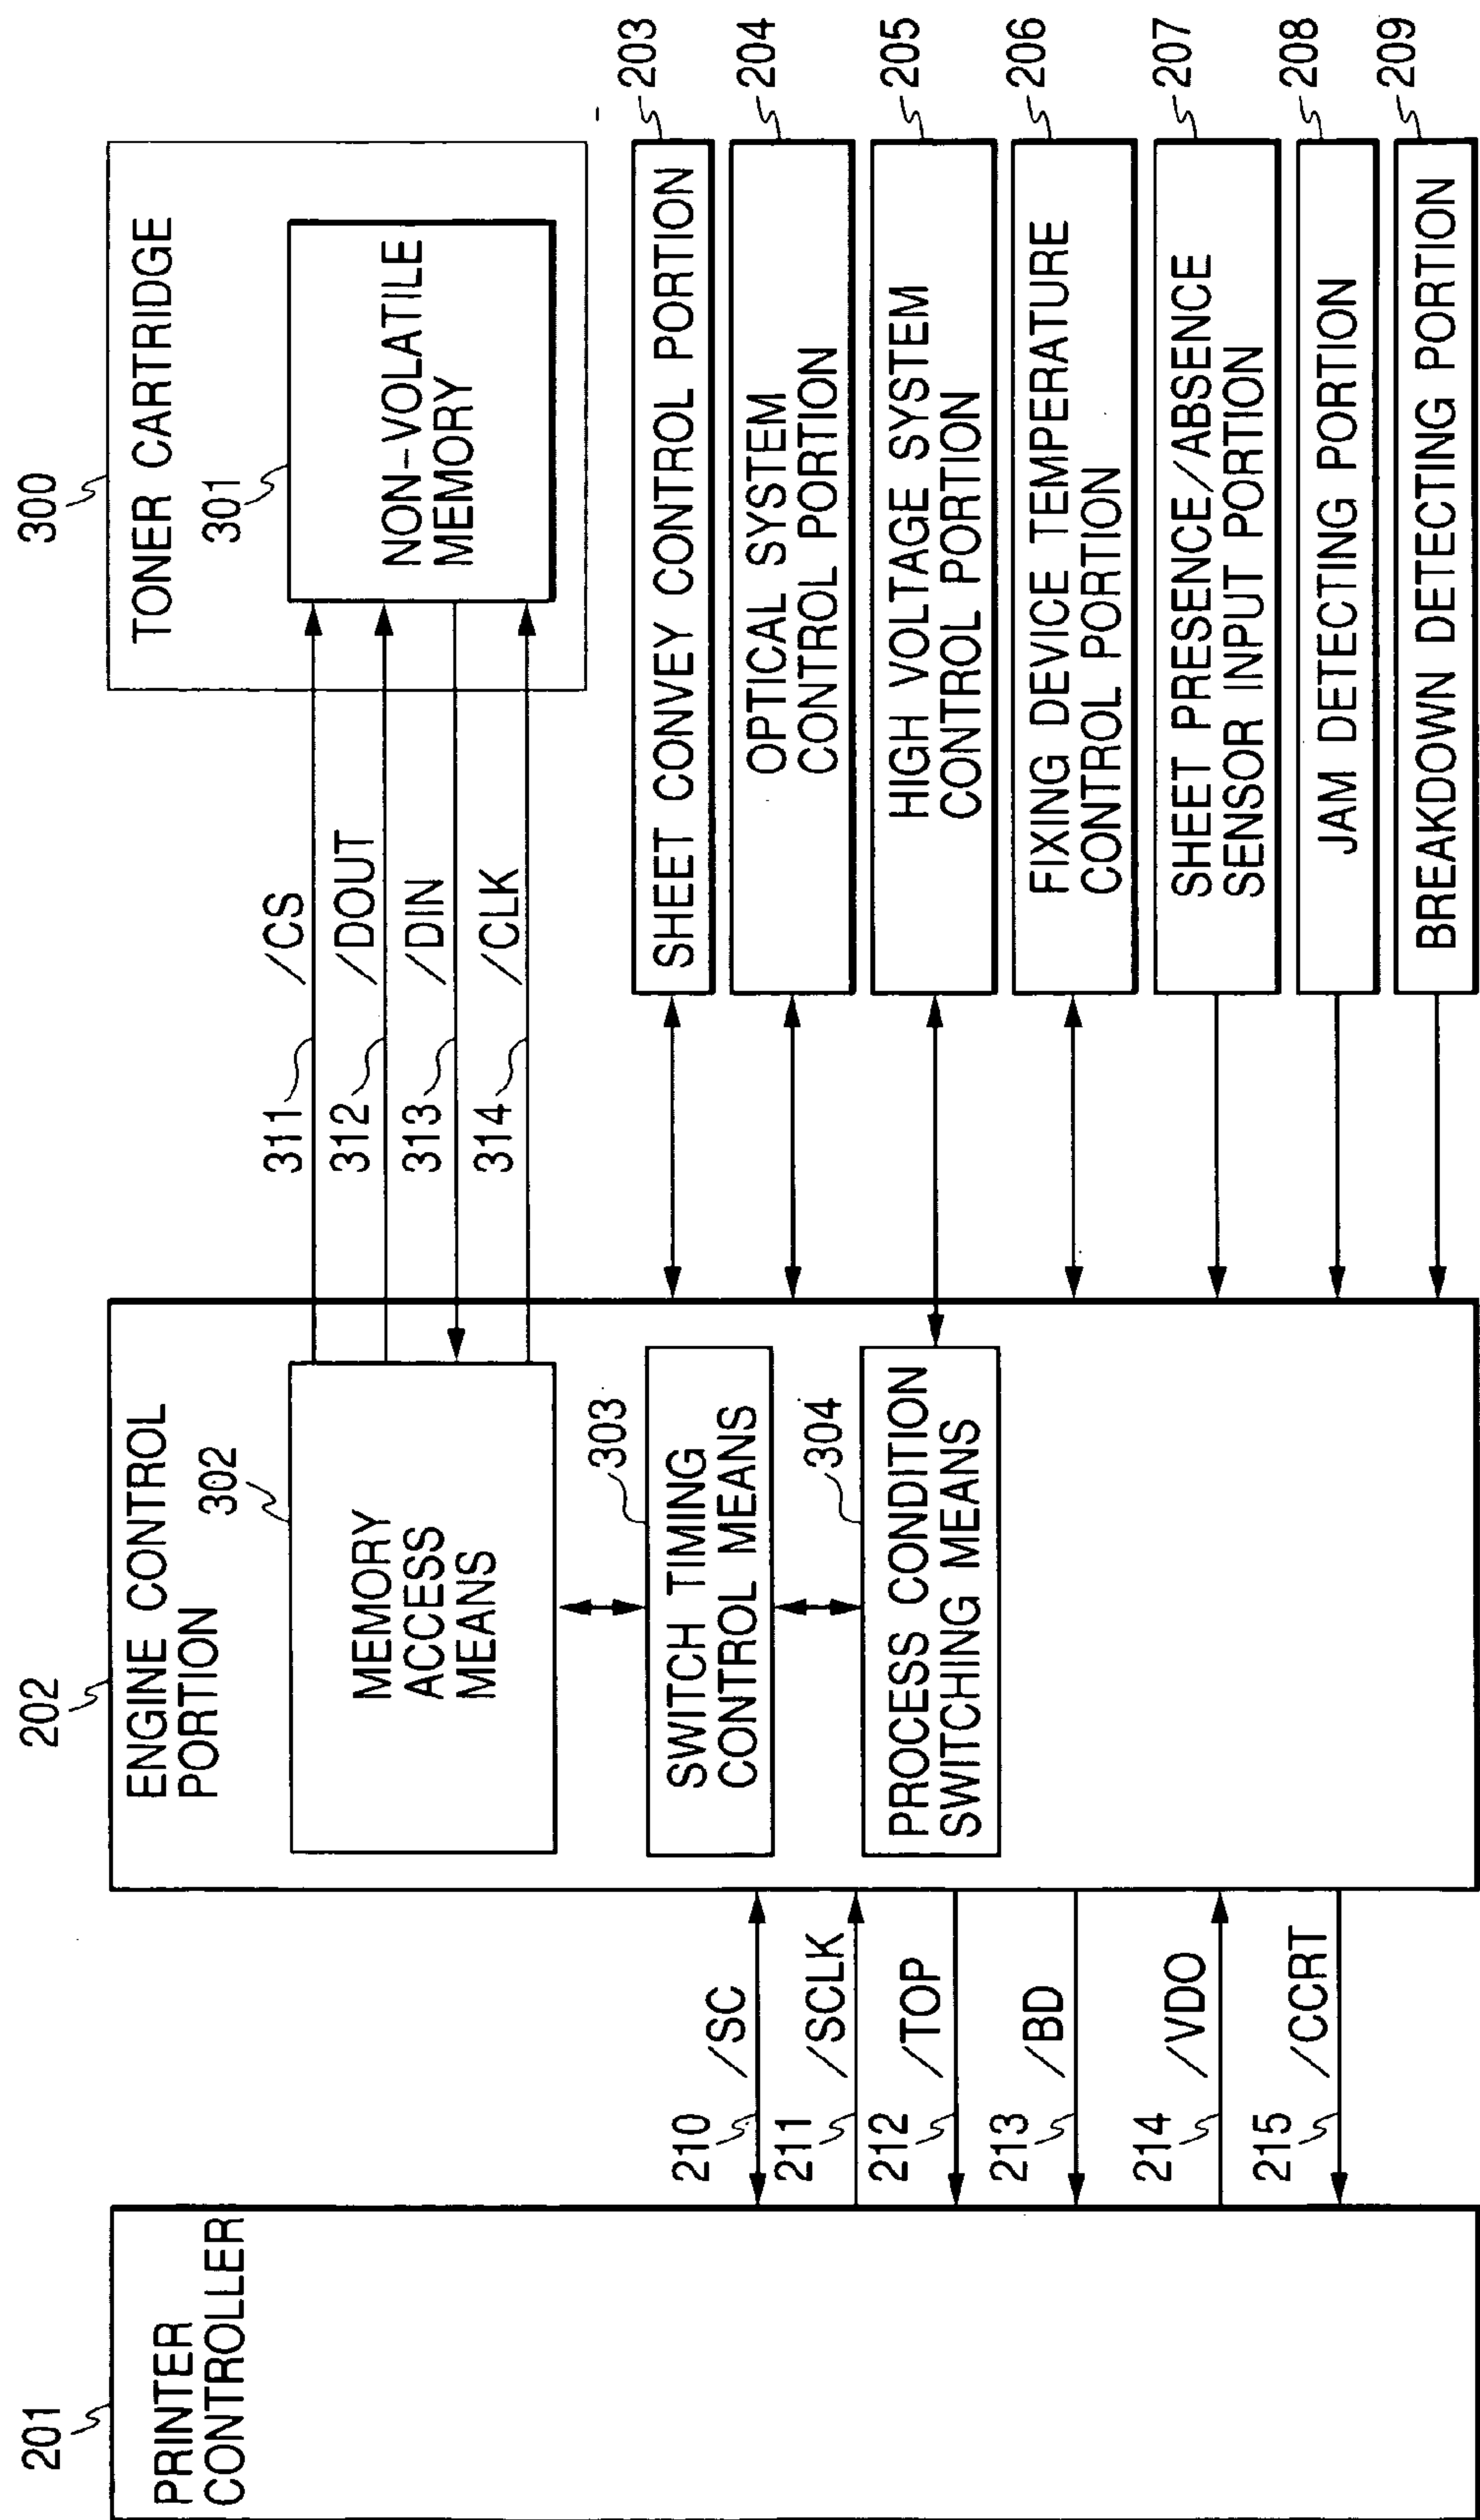 201
PRINTER
CONTROLLER
210
/SC
211
/SCLK
212
/TOP
213
/BD
214
/VDO
215
/CCRT
202
ENGINE CONTROL
PORTION
302
MEMORY
ACCESS
MEANS
303
SWITCH TIMING
CONTROL MEANS
304
PROCESS CONDITION
SWITCHING MEANS
311
/CS
312
/DOUT
313
/DIN
314
/CLK
300
TONER CARTRIDGE
301
NON-VOLATILE
MEMORY
SHEET CONVEY CONTROL PORTION
203
OPTICAL SYSTEM
CONTROL PORTION
204
HIGH VOLTAGE SYSTEM
CONTROL PORTION
205
FIXING DEVICE TEMPERATURE
CONTROL PORTION
206
SHEET PRESENCE/ABSENCE
SENSOR INPUT PORTION
207
JAM DETECTING PORTION
208
BREAKDOWN DETECTING PORTION
209